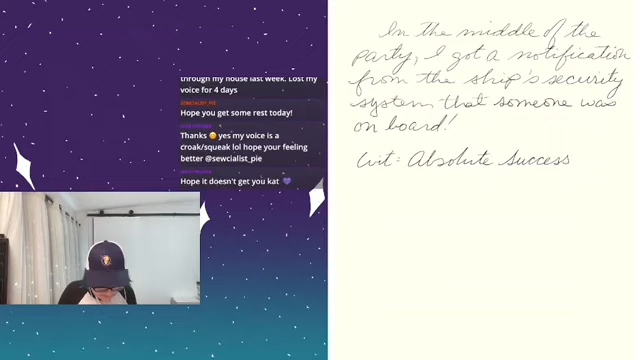 through my house last week. Lost my
voice for 4 days
SEWCIALIST_PIE
Hope you get some rest today!
Thanks 😊 yes my voice is a
croak/squeak lol hope your feeling
better @sewcialist_pie
Hope it doesn't get you kat 💜
In the middle of the
party, I got a notification
from the ship's security
system that someone was
on board!
Wit: Absolute Success